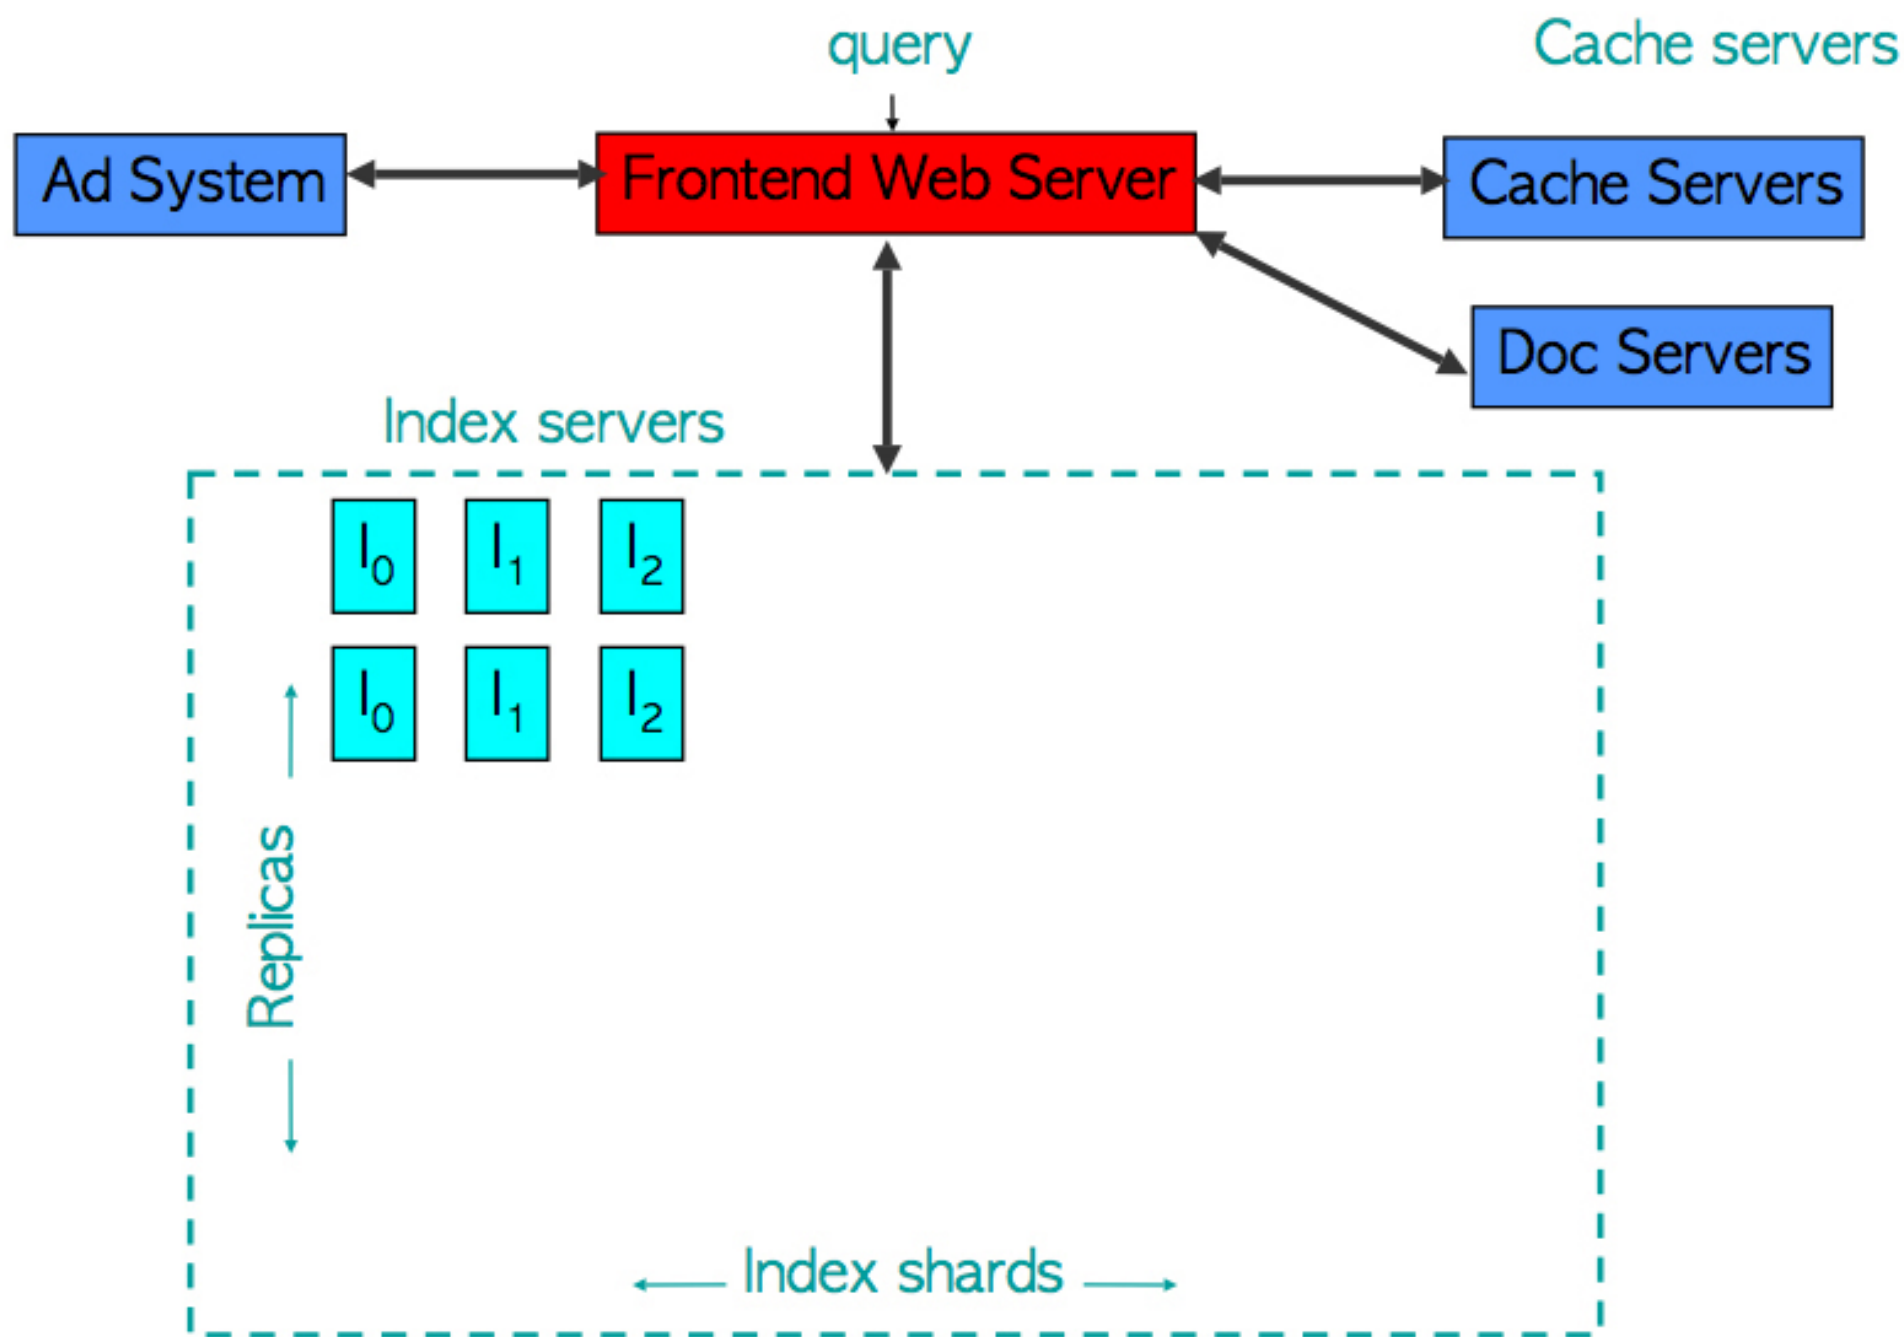 query
Cache servers
Ad System
Frontend Web Server
Cache Servers
Doc Servers
Index servers
I0 I1 I2
I0 I1 I2
Replicas
Index shards